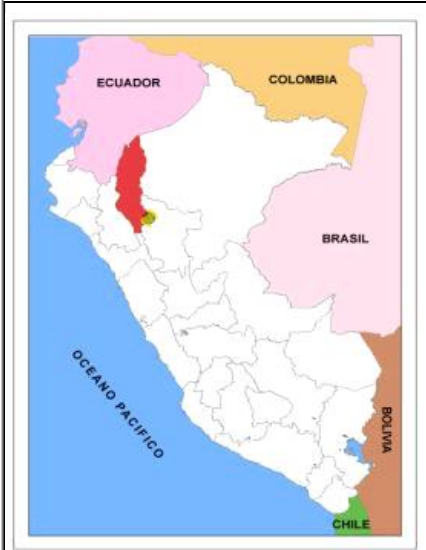 ECUADOR
COLOMBIA
BRASIL
OCEANO PACIFICO
BOLIVIA
CHILE